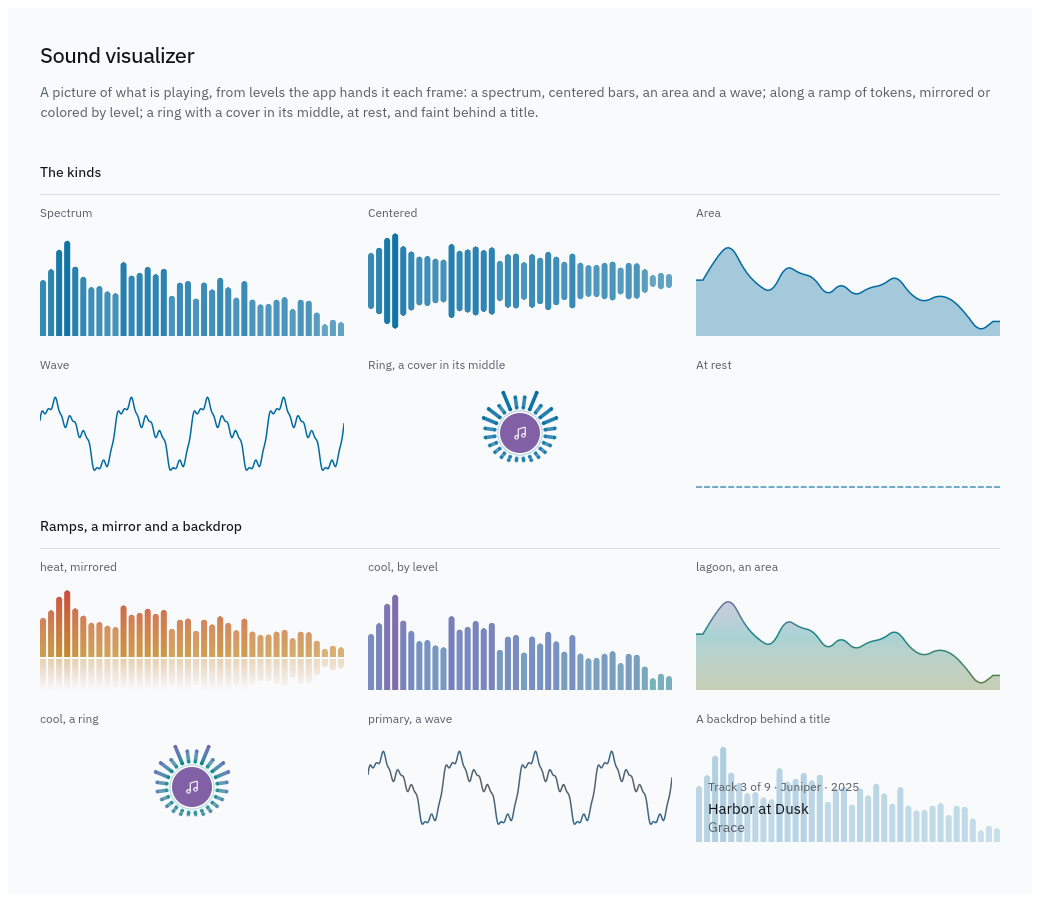 Sound visualizer
A picture of what is playing, from levels the app hands it each frame: a spectrum, centered bars, an area and a wave; along a ramp of tokens, mirrored or
colored by level; a ring with a cover in its middle, at rest, and faint behind a title.
The kinds
Spectrum
Centered
Area
Wave
Ring, a cover in its middle
At rest
Ramps, a mirror and a backdrop
heat, mirrored
cool, by level
lagoon, an area
cool, a ring
primary, a wave
A backdrop behind a title
Track 3 of 9 · Juniper · 2025
Harbor at Dusk
Grace